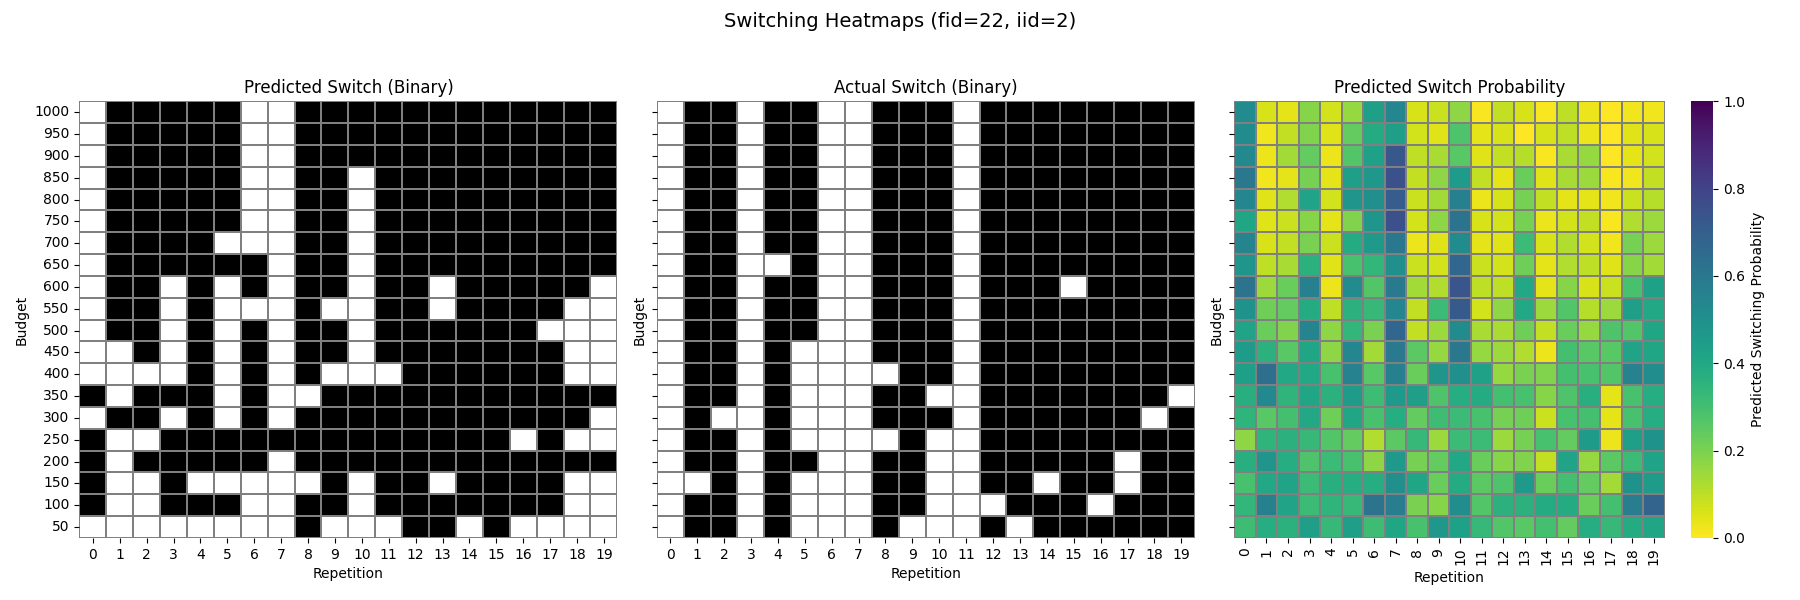 Switching Heatmaps (fid=22, iid=2)
Predicted Switch (Binary)
Actual Switch (Binary)
Predicted Switch Probability
Budget
1000
950
900
850
800
750
700
650
600
550
500
450
400
350
300
250
200
150
100
50
0 1 2 3 4 5 6 7 8 9 10 11 12 13 14 15 16 17 18 19
Repetition
Budget
0 1 2 3 4 5 6 7 8 9 10 11 12 13 14 15 16 17 18 19
Repetition
Budget
0 1 2 3 4 5 6 7 8 9 10 11 12 13 14 15 16 17 18 19
Repetition
1.0
0.8
0.6
0.4
0.2
0.0
Predicted Switching Probability